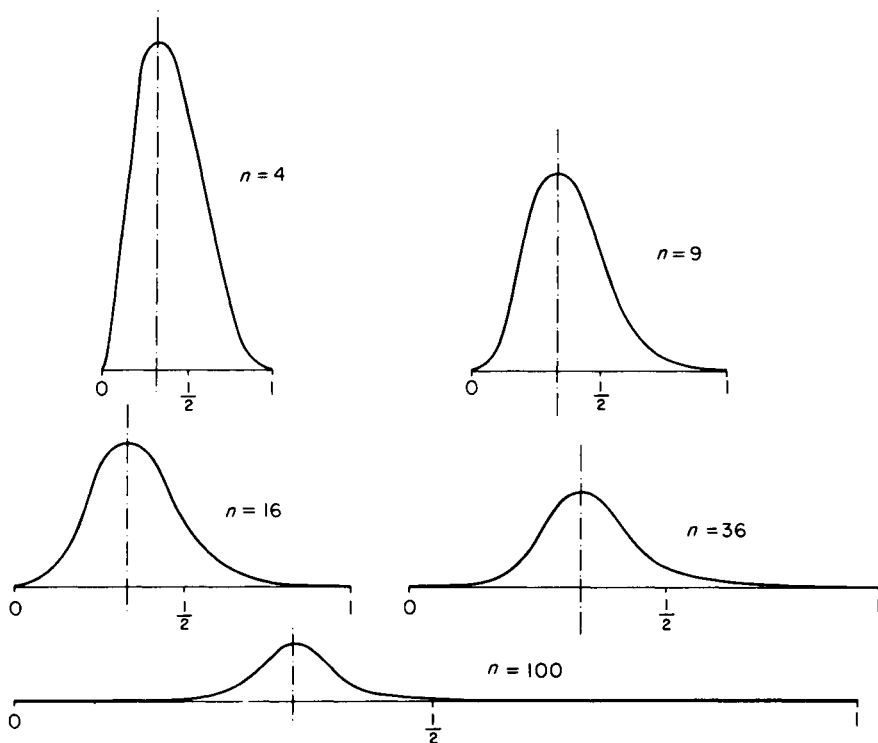 n = 4
0 1/2 1
n = 9
0 1/2 1
n = 16
0 1/2 1
n = 36
0 1/2 1
n = 100
0 1/2 1